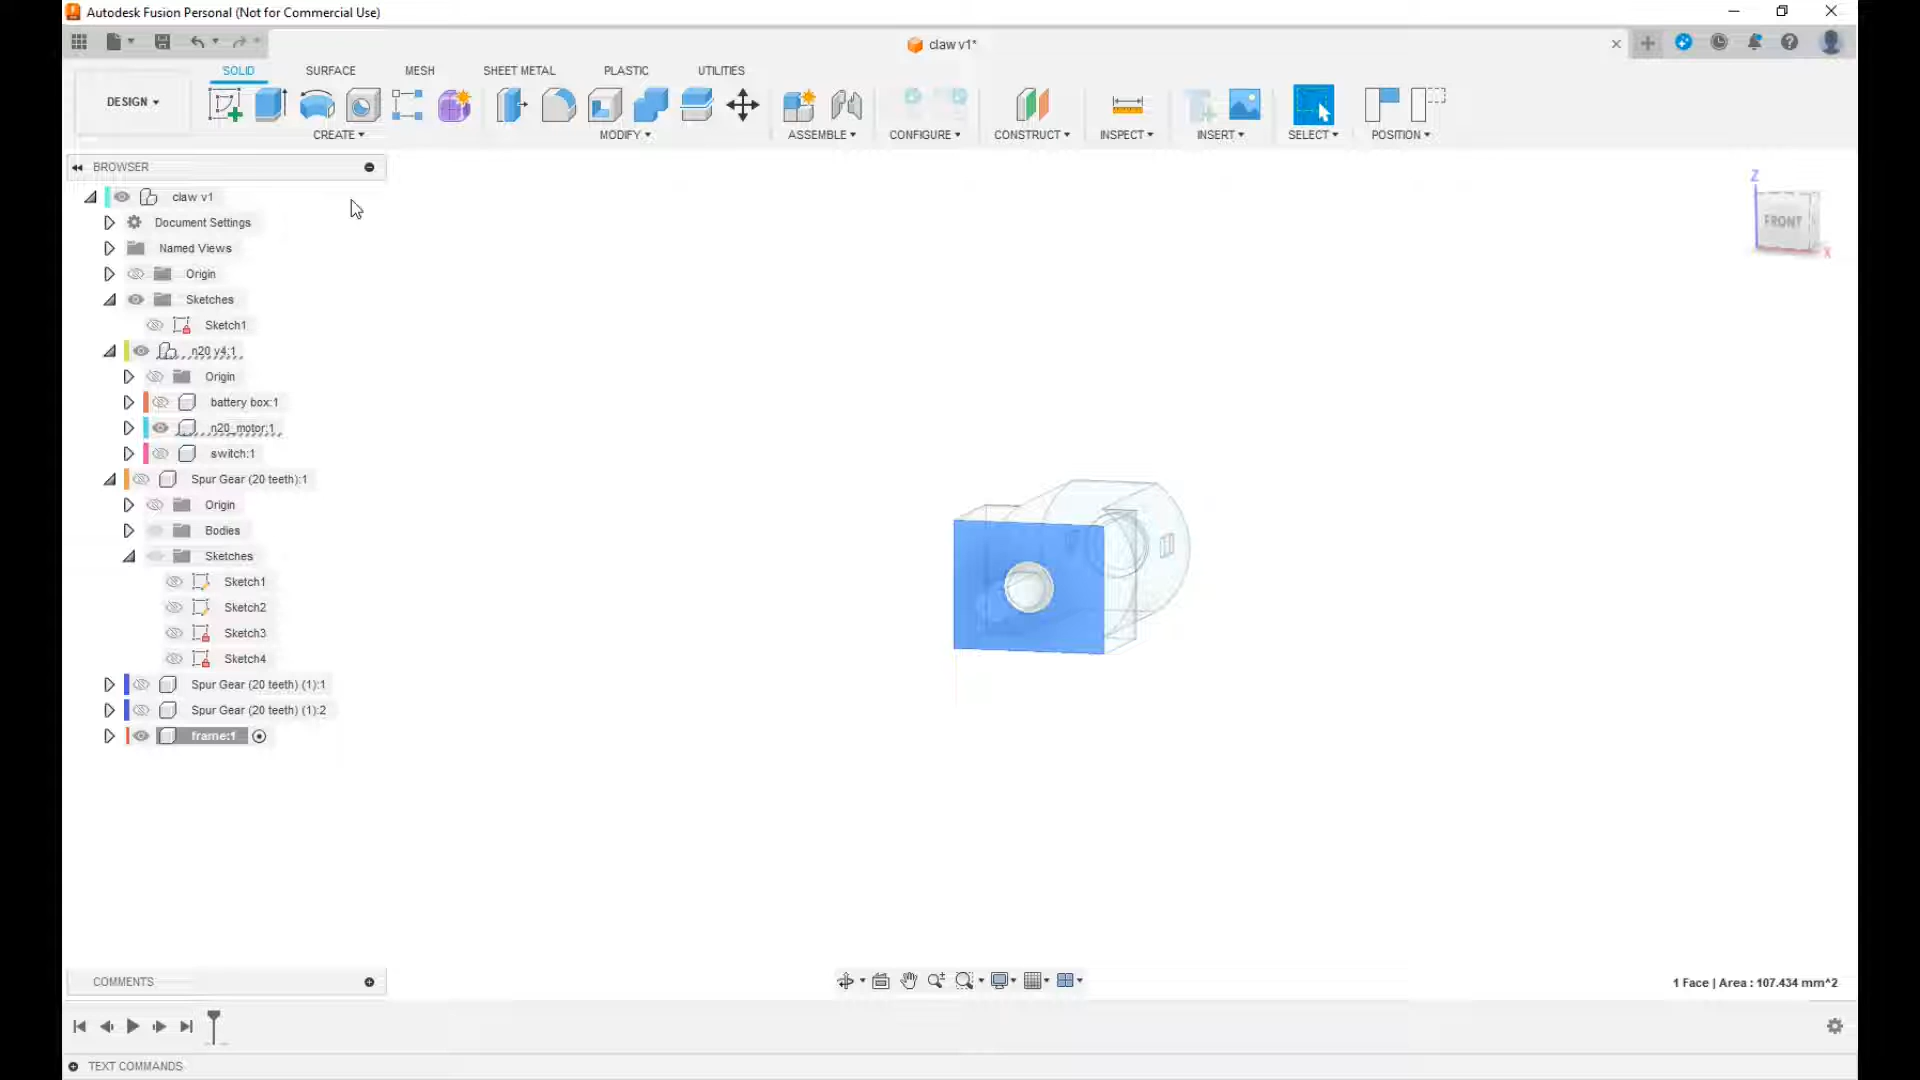 Autodesk Fusion Personal (Not for Commercial Use)
claw v1*
SOLID SURFACE MESH SHEET METAL PLASTIC UTILITIES
DESIGN
CREATE MODIFY ASSEMBLE CONFIGURE CONSTRUCT INSPECT INSERT SELECT POSITION
BROWSER
claw v1
Document Settings
Named Views
Origin
Sketches
Sketch1
n20 v4:1
Origin
battery box:1
n20_motor:1
switch:1
Spur Gear (20 teeth):1
Origin
Bodies
Sketches
Sketch1
Sketch2
Sketch3
Sketch4
Spur Gear (20 teeth) (1):1
Spur Gear (20 teeth) (1):2
frame:1
Z
FRONT
X
COMMENTS
1 Face | Area : 107.434 mm^2
TEXT COMMANDS